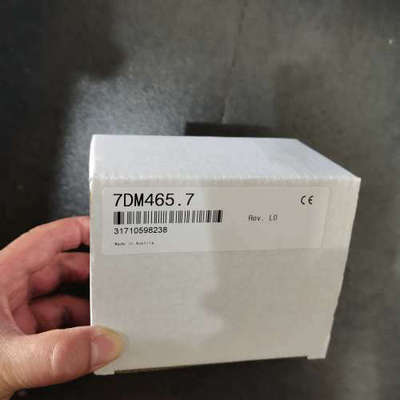 7DM465.7
CE
Rev. L0
31710598238
Made in Austria